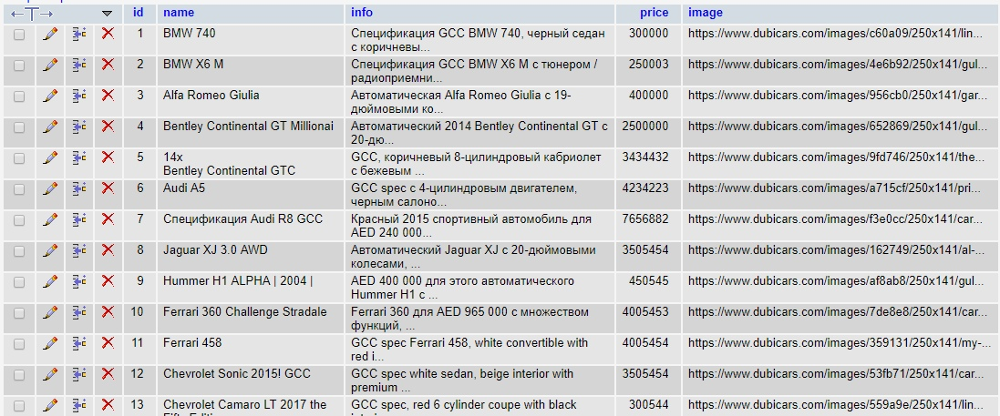 id name info price image
1 BMW 740 Спецификация GCC BMW 740, черный седан 300000 https://www.dubicars.com/images/c60a09/250x141/lin...
с коричневы...
2 BMW X6 M Спецификация GCC BMW X6 M с тюнером / 250003 https://www.dubicars.com/images/4e6b92/250x141/gul...
радиоприемни...
3 Alfa Romeo Giulia Автоматическая Alfa Romeo Giulia с 19- 400000 https://www.dubicars.com/images/956cb0/250x141/gar...
дюймовыми ко...
4 Bentley Continental GT Millionai Автоматический 2014 Bentley Continental GT с 2500000 https://www.dubicars.com/images/652869/250x141/gul...
20-дю...
5 14x GCC, коричневый 8-цилиндровый кабриолет 3434432 https://www.dubicars.com/images/9fd746/250x141/the...
Bentley Continental GTC с бежевым ...
6 Audi A5 GCC spec с 4-цилиндровым двигателем, 4234223 https://www.dubicars.com/images/a715cf/250x141/pri...
черным салоно...
7 Спецификация Audi R8 GCC Красный 2015 спортивный автомобиль для 7656882 https://www.dubicars.com/images/f3e0cc/250x141/car...
AED 240 000...
8 Jaguar XJ 3.0 AWD Автоматический Jaguar XJ с 20-дюймовыми 3505454 https://www.dubicars.com/images/162749/250x141/al-...
колесами, ...
9 Hummer H1 ALPHA | 2004 | AED 400 000 для этого автоматического 450545 https://www.dubicars.com/images/af8ab8/250x141/gul...
Hummer H1 с ...
10 Ferrari 360 Challenge Stradale Ferrari 360 для AED 965 000 с множеством 4005453 https://www.dubicars.com/images/7de8e8/250x141/car...
функций, ...
11 Ferrari 458 GCC spec Ferrari 458, white convertible with 4005454 https://www.dubicars.com/images/359131/250x141/my-...
red i...
12 Chevrolet Sonic 2015! GCC GCC spec white sedan, beige interior with 3505454 https://www.dubicars.com/images/53fb71/250x141/car...
premium ...
13 Chevrolet Camaro LT 2017 the GCC spec, red 6 cylinder coupe with black 300544 https://www.dubicars.com/images/559a9e/250x141/lin...